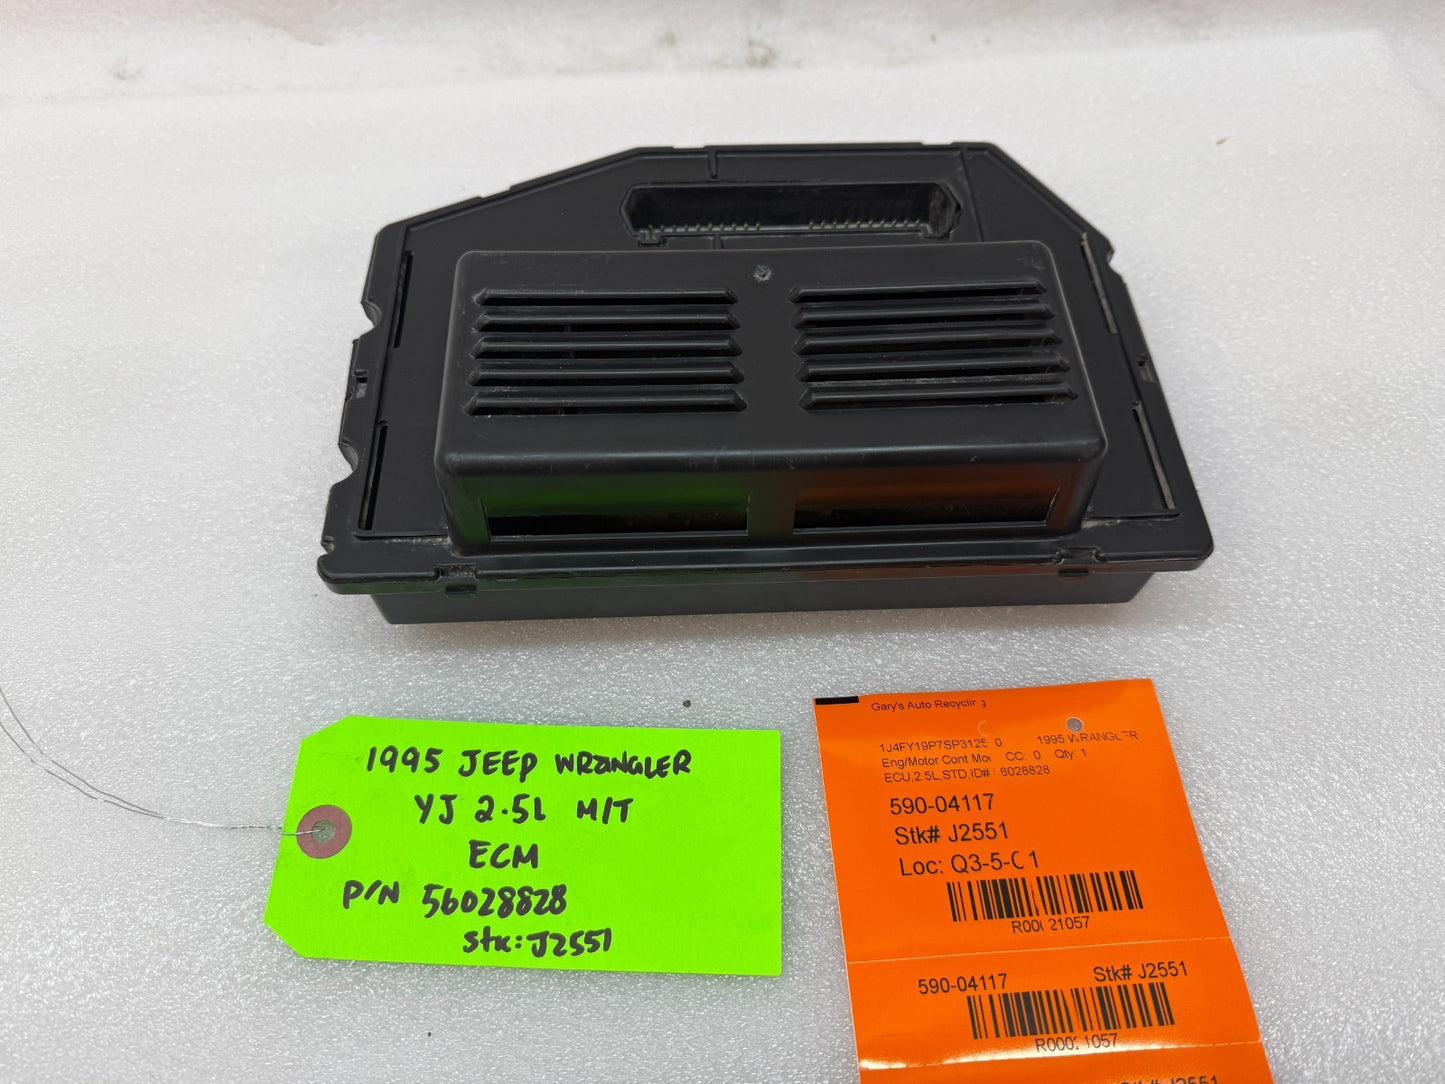 1995 JEEP WRANGLER
YJ 2.5L M/T
ECM
P/N 56028828
Stk: J2551
Gary's Auto Recycling
1995 WRANGLER
Eng/Motor Cont CC: 0 Qty: 1
ECU,2.5L,STD,ID#
590-04117
Stk# J2551
Loc: Q3-5-C1
590-04117 Stk# J2551
Stk# J2551